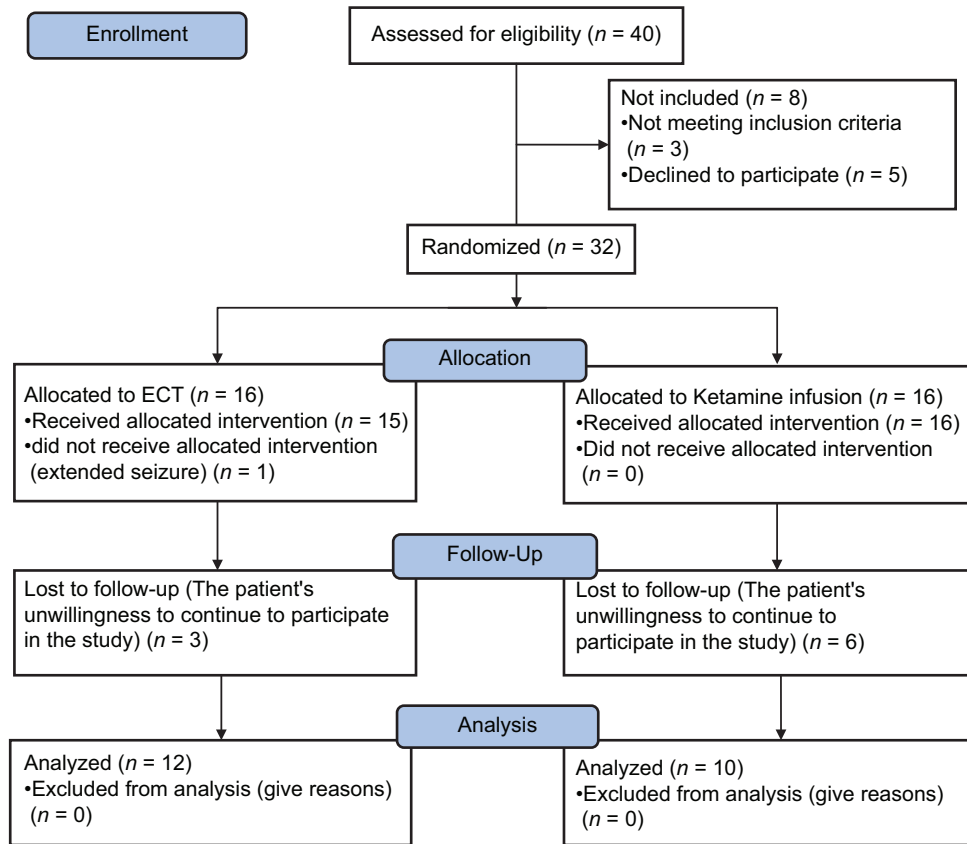 Enrollment
Assessed for eligibility (n = 40)
Not included (n = 8)
•Not meeting inclusion criteria
(n = 3)
•Declined to participate (n = 5)
Randomized (n = 32)
Allocation
Allocated to ECT (n = 16)
•Received allocated intervention (n = 15)
•did not receive allocated intervention
(extended seizure) (n = 1)
Allocated to Ketamine infusion (n = 16)
•Received allocated intervention (n = 16)
•Did not receive allocated intervention
(n = 0)
Follow-Up
Lost to follow-up (The patient's
unwillingness to continue to participate
in the study) (n = 3)
Lost to follow-up (The patient's
unwillingness to continue to
participate in the study) (n = 6)
Analysis
Analyzed (n = 12)
•Excluded from analysis (give reasons)
(n = 0)
Analyzed (n = 10)
•Excluded from analysis (give reasons)
(n = 0)